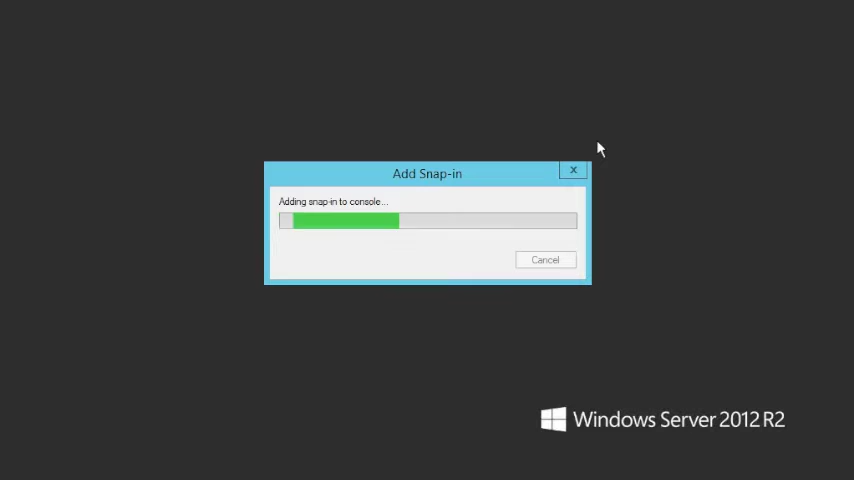 Add Snap-in
X
Adding snap-in to console...
Cancel
Windows Server 2012 R2